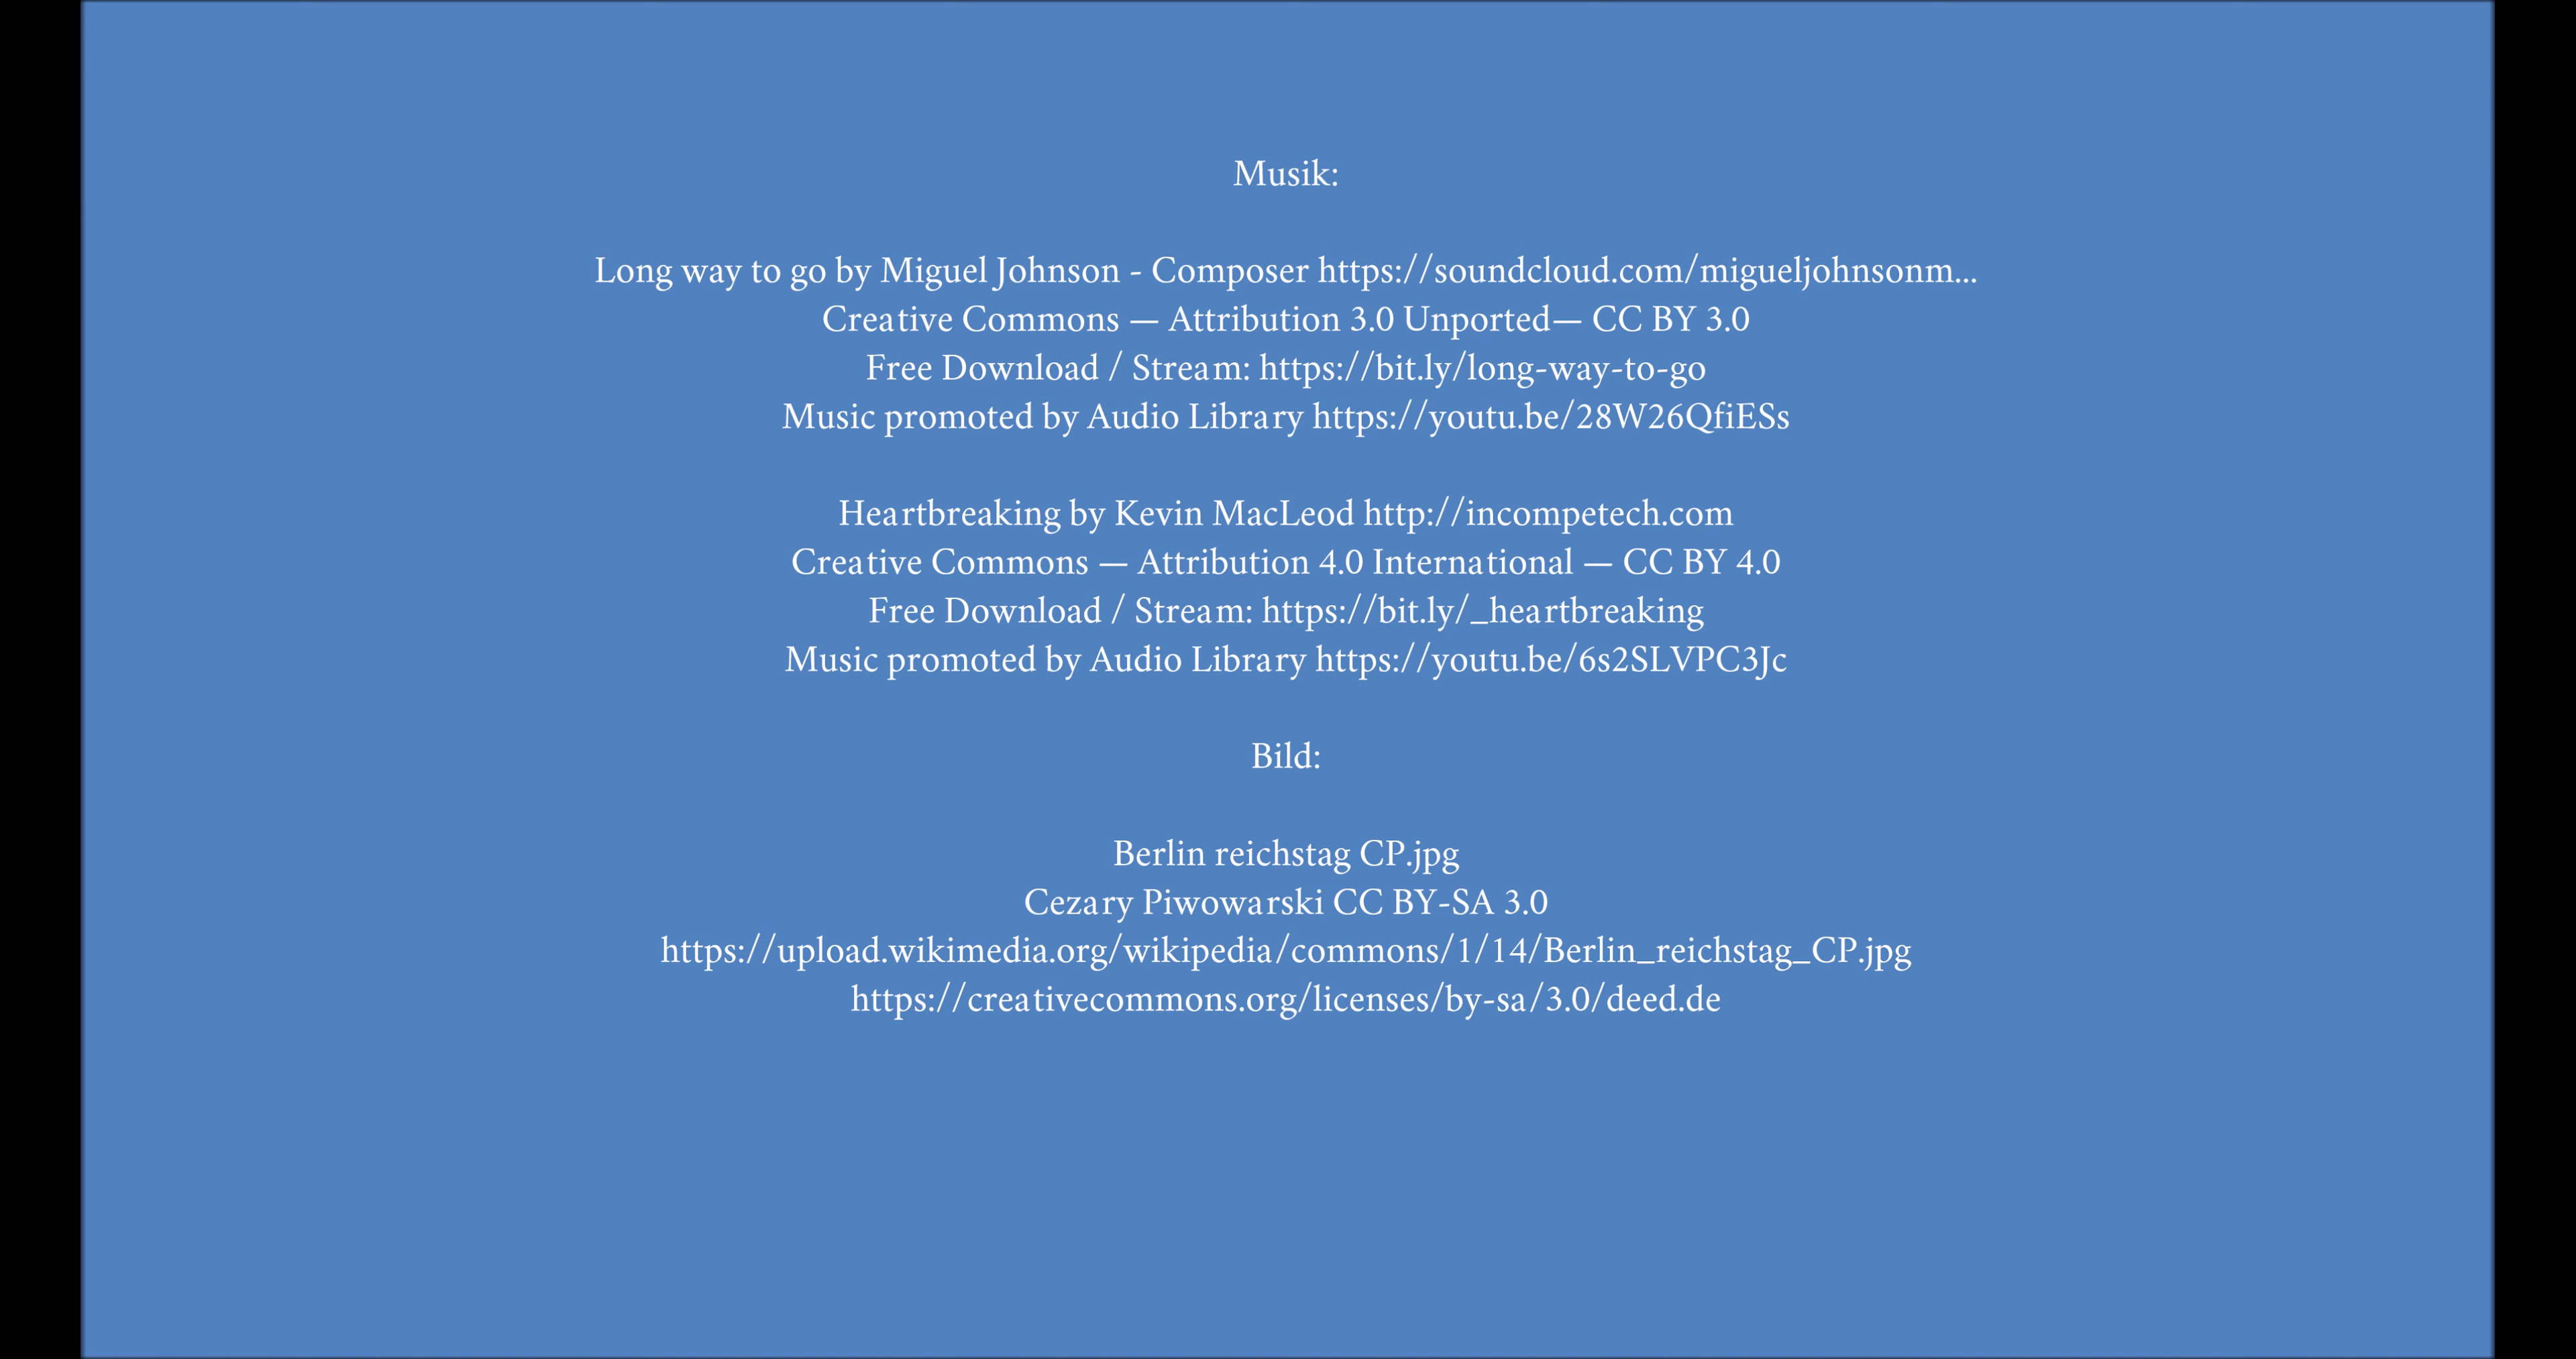 Musik:
Long way to go by Miguel Johnson - Composer https://soundcloud.com/migueljohnsonm...
Creative Commons — Attribution 3.0 Unported— CC BY 3.0
Free Download / Stream: https://bit.ly/long-way-to-go
Music promoted by Audio Library https://youtu.be/28W26QfiESs
Heartbreaking by Kevin MacLeod http://incompetech.com
Creative Commons — Attribution 4.0 International — CC BY 4.0
Free Download / Stream: https://bit.ly/_heartbreaking
Music promoted by Audio Library https://youtu.be/6s2SLVPC3Jc
Bild:
Berlin reichstag CP.jpg
Cezary Piwowarski CC BY-SA 3.0
https://upload.wikimedia.org/wikipedia/commons/1/14/Berlin_reichstag_CP.jpg
https://creativecommons.org/licenses/by-sa/3.0/deed.de